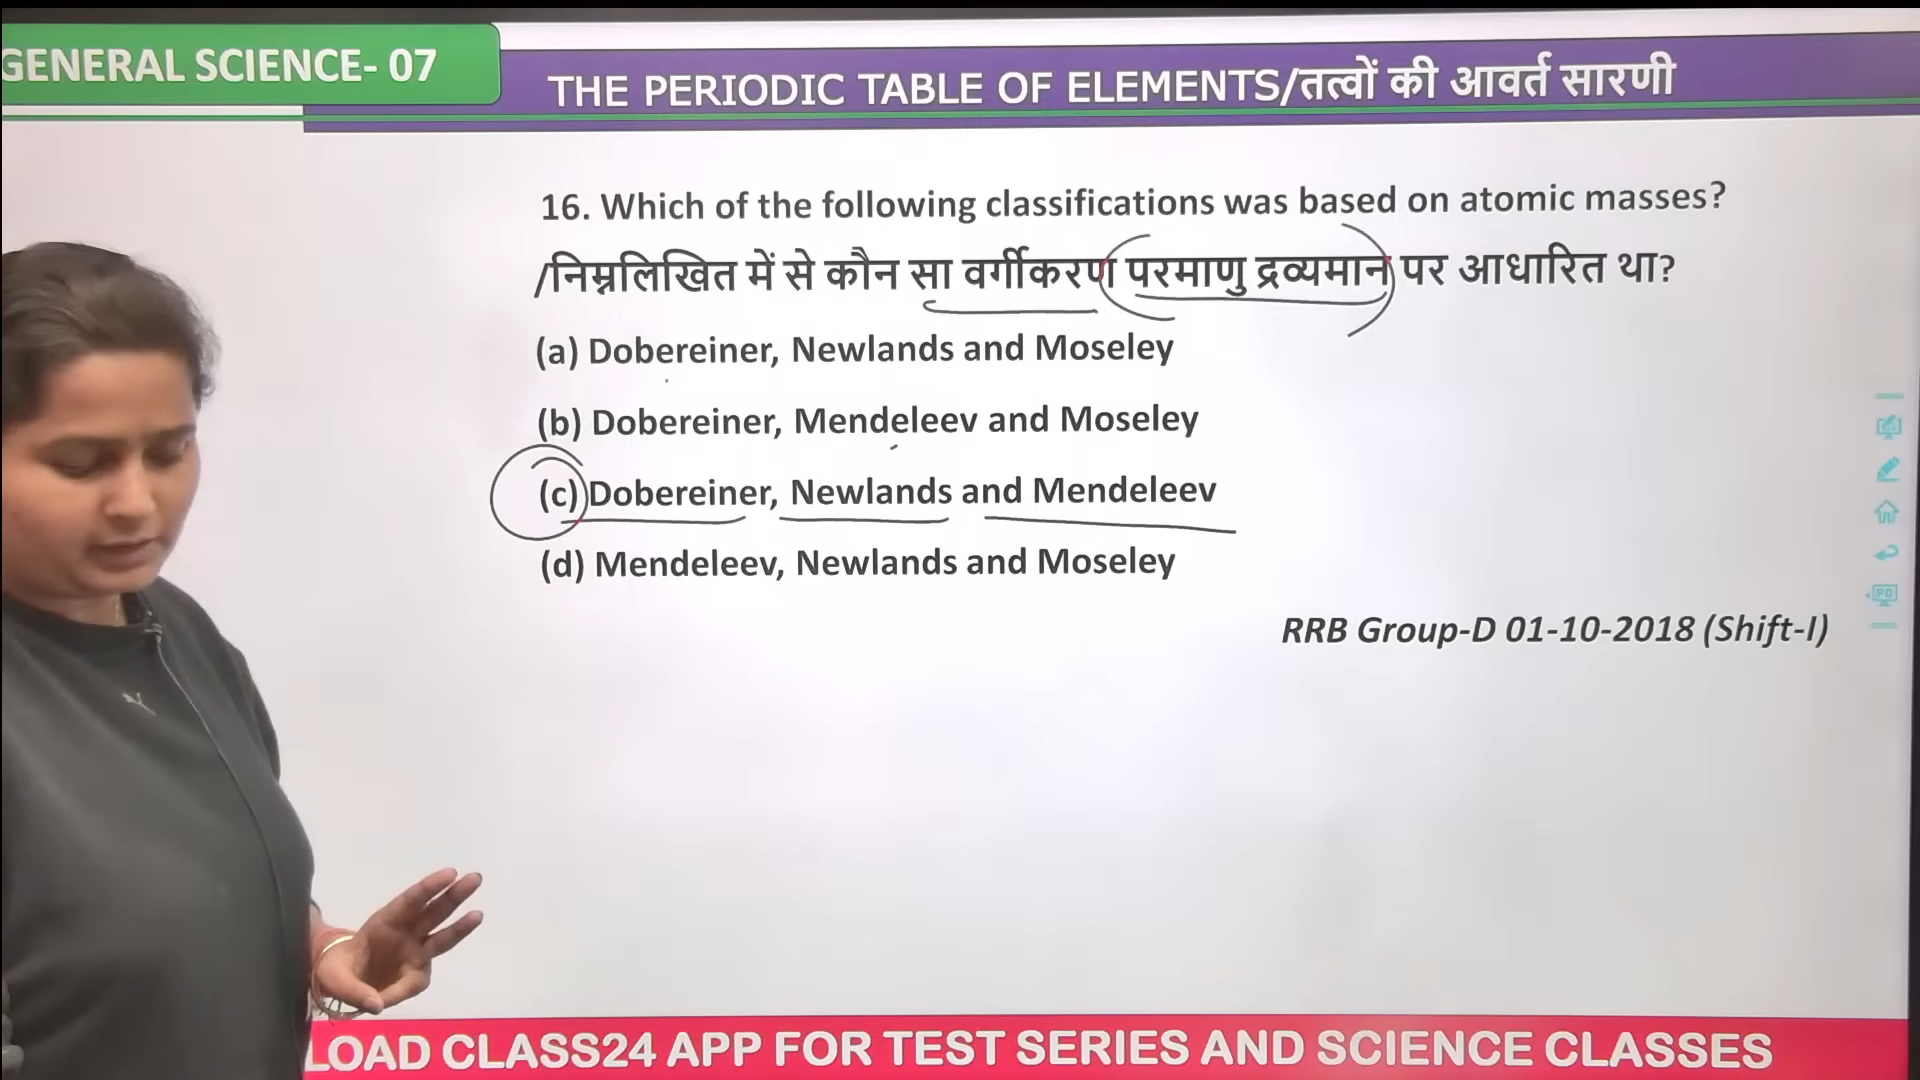 GENERAL SCIENCE- 07
THE PERIODIC TABLE OF ELEMENTS/तत्वों की आवर्त सारणी
16. Which of the following classifications was based on atomic masses?
/निम्नलिखित में से कौन सा वर्गीकरण परमाणु द्रव्यमान पर आधारित था?
(a) Dobereiner, Newlands and Moseley
(b) Dobereiner, Mendeleev and Moseley
(c) Dobereiner, Newlands and Mendeleev
(d) Mendeleev, Newlands and Moseley
RRB Group-D 01-10-2018 (Shift-I)
LOAD CLASS24 APP FOR TEST SERIES AND SCIENCE CLASSES